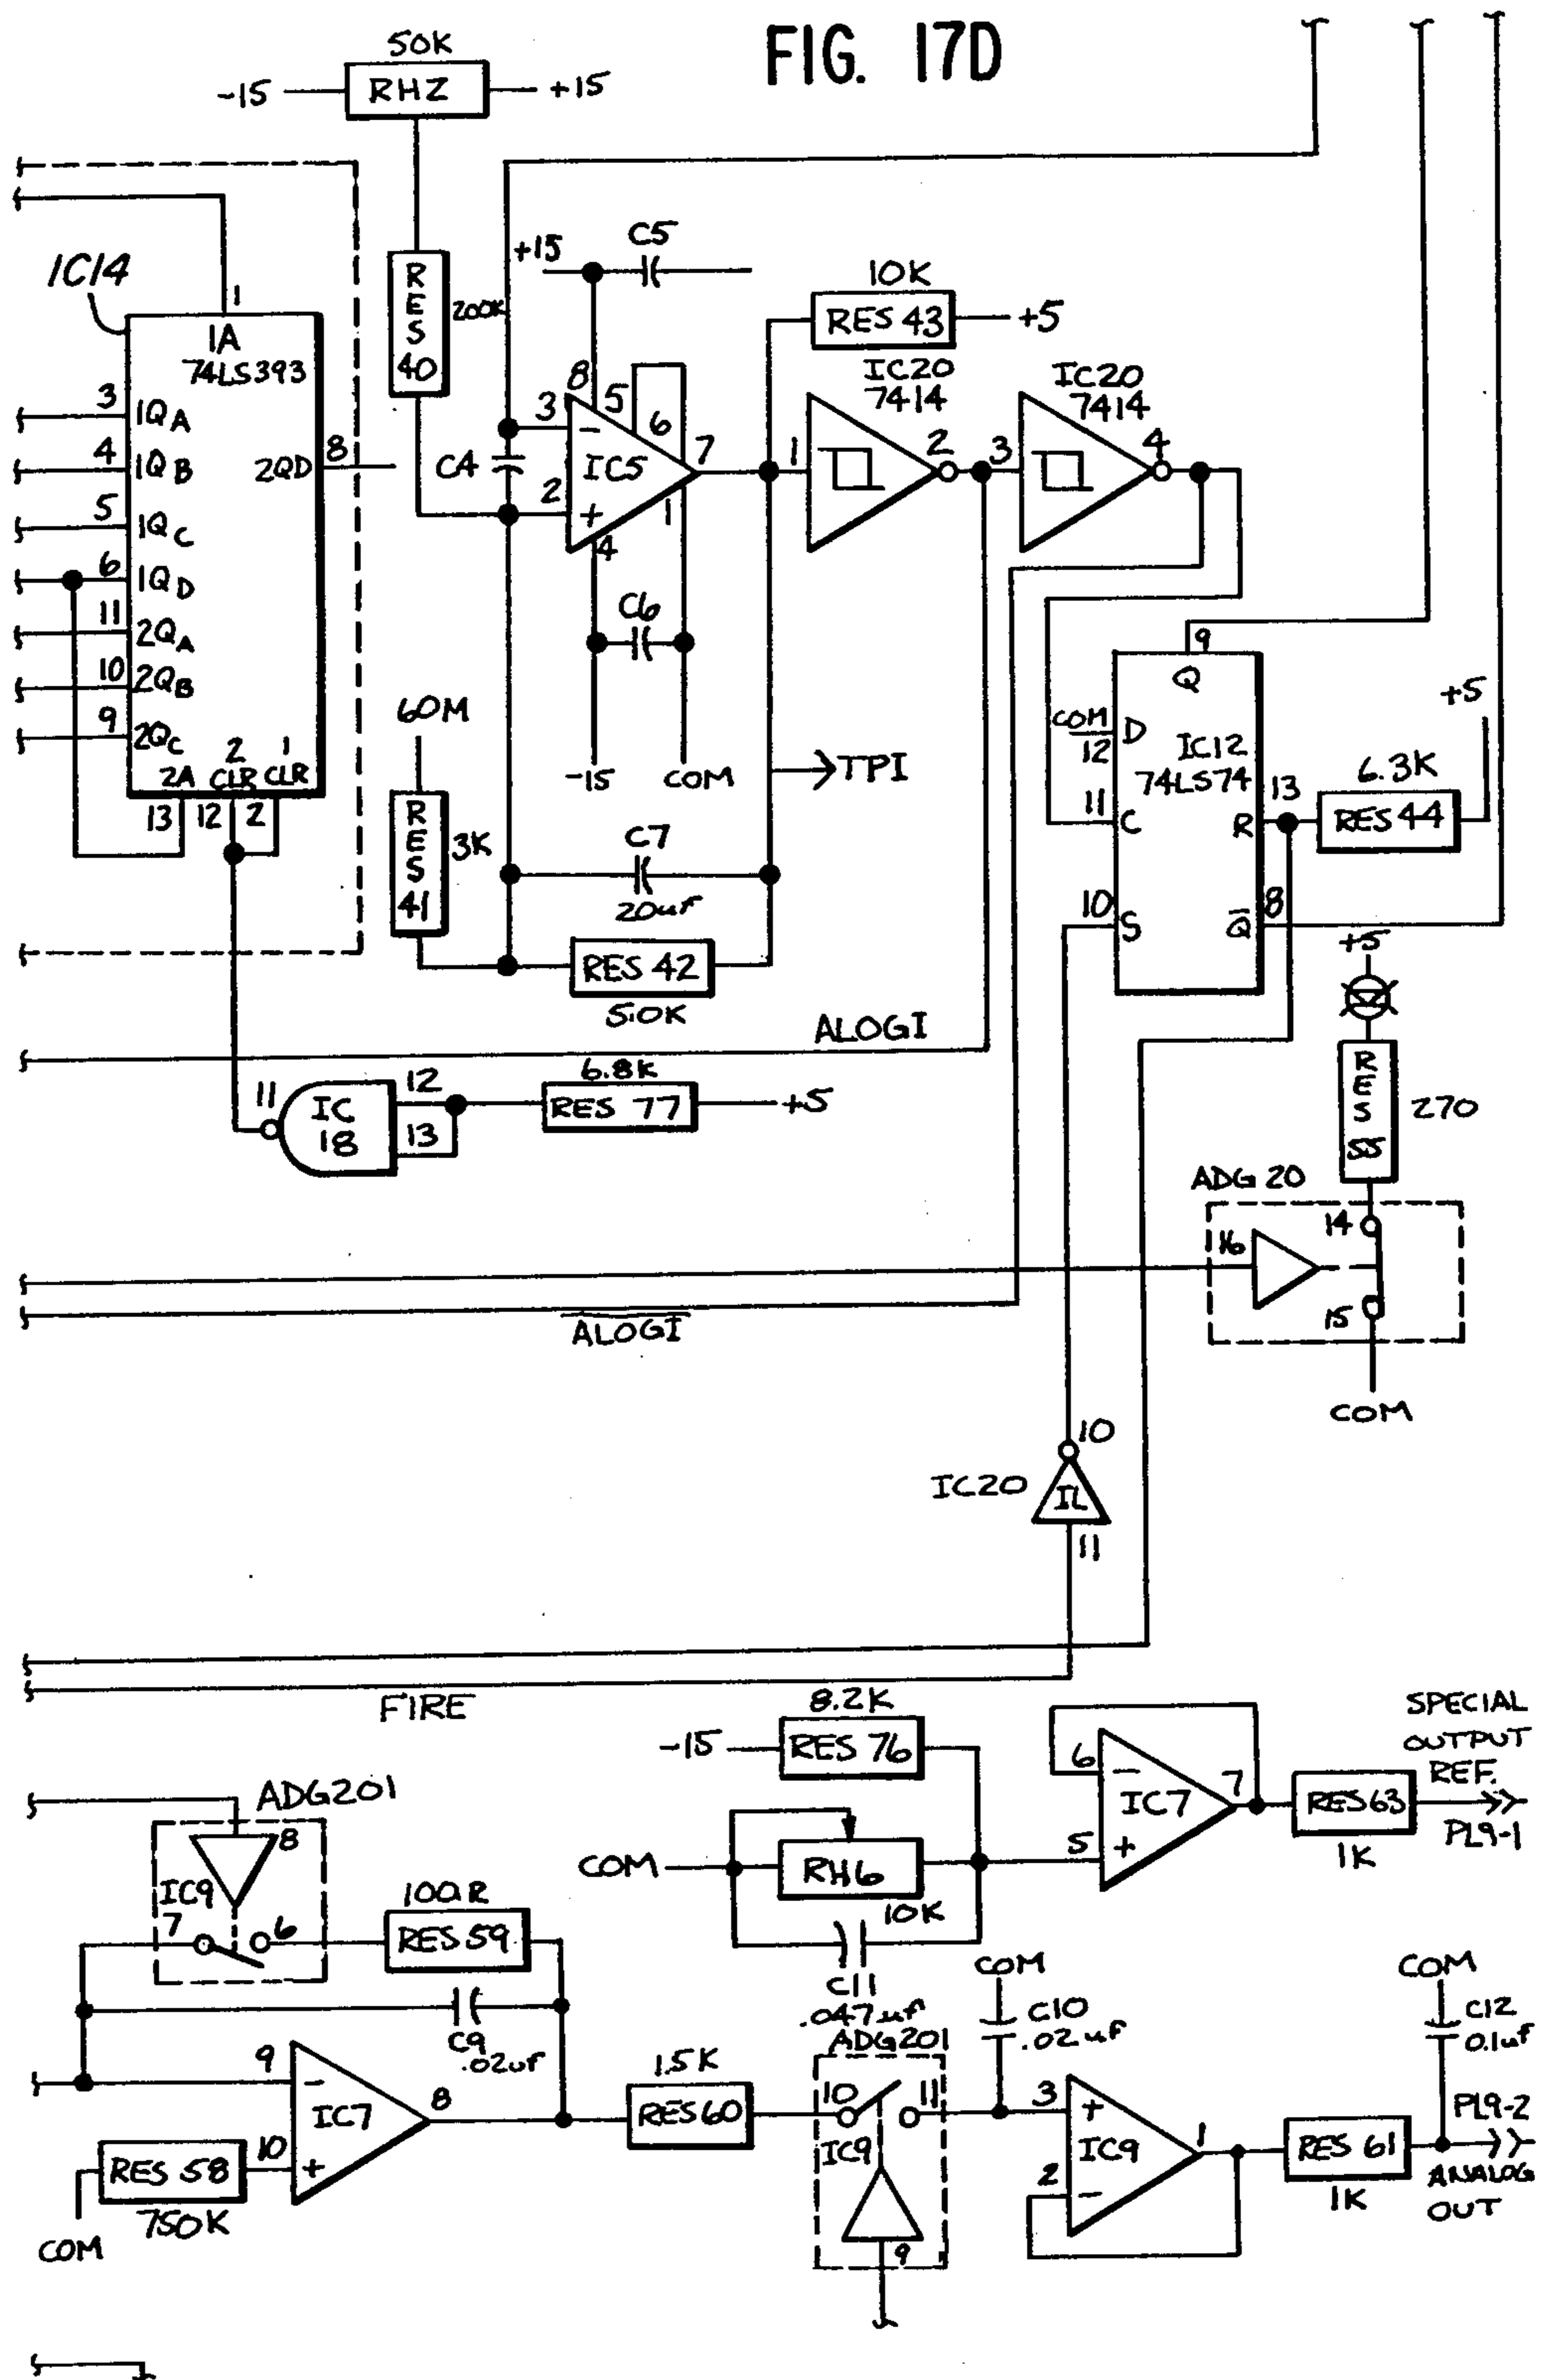 FIG. 17D
50K
-15 RHZ +15
IC14
1
1A
74LS393
3 1QA
4 1QB
5 1QC
6 1QD
11 2QA
10 2QB
9 2QC
2QD 8
2A
2 CLR
1 CLR
13 12 2
RES 40
200K
+15
C5
8 5 6
3 -
C4
IC5
7
2 +
1
4
C6
-15
COM
10K
RES 43 +5
IC20
7414
1 2
IC20
7414
3 4
60M
RES 41
3K
C7
20uf
RES 42
5.0K
TPI
9
Q
COM
12 D
IC12
74LS74
11 C
R 13
10 S
Q 8
6.3K
RES 44
+5
+5
RES 55
270
ALOGI
11 IC 18 12 13
6.8K
RES 77 +5
ADG 20
16 14
15
COM
ALOGI
10
IC20
IL
11
FIRE
8.2K
-15 RES 76
6 -
IC7 7
5 +
RES 63
1K
SPECIAL
OUTPUT
REF.
PL9-1
COM RH6
10K
C11
.047uf
ADG201
8
IC9
7 6
100R
RES 59
C9
.02uf
9 -
IC7 8
10 +
RES 58
750K
COM
1.5K
RES 60
ADG201
10 11
IC9
9
COM
C10
.02uf
3 +
IC9 1
2 -
RES 61
1K
COM
C12
0.1uf
PL9-2
ANALOG
OUT